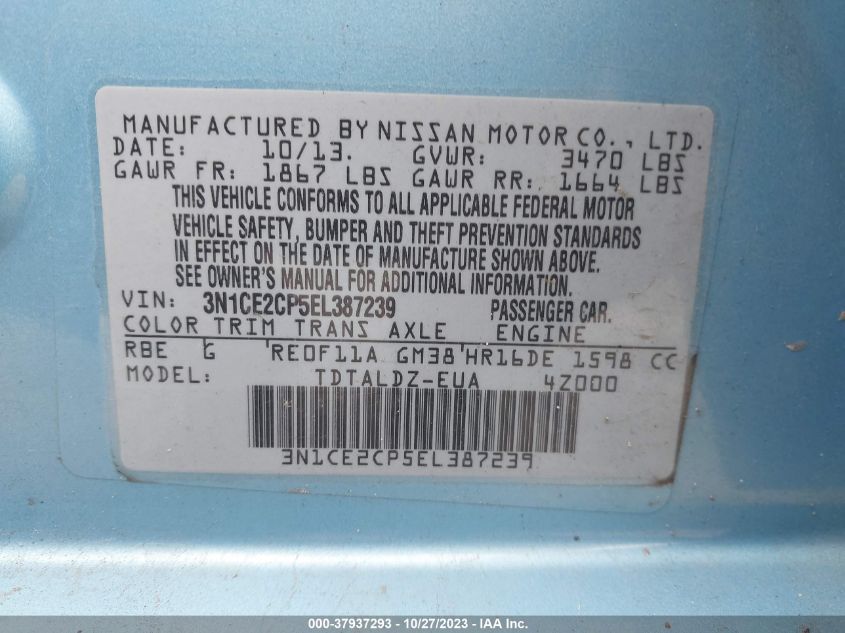 MANUFACTURED BY NISSAN MOTOR CO., LTD.
DATE: 10/13. GVWR: 3470 LBS
GAWR FR: 1867 LBS GAWR RR: 1664 LBS
THIS VEHICLE CONFORMS TO ALL APPLICABLE FEDERAL MOTOR
VEHICLE SAFETY, BUMPER AND THEFT PREVENTION STANDARDS
IN EFFECT ON THE DATE OF MANUFACTURE SHOWN ABOVE.
SEE OWNER'S MANUAL FOR ADDITIONAL INFORMATION.
VIN: 3N1CE2CP5EL387239 PASSENGER CAR.
COLOR TRIM TRANS AXLE ENGINE
RBE G 'RE0F11A GM38'HR16DE 1598 CC
MODEL: TDTALDZ-EUA 4Z000
3N1CE2CP5EL387239
000-37937293 - 10/27/2023 - IAA Inc.